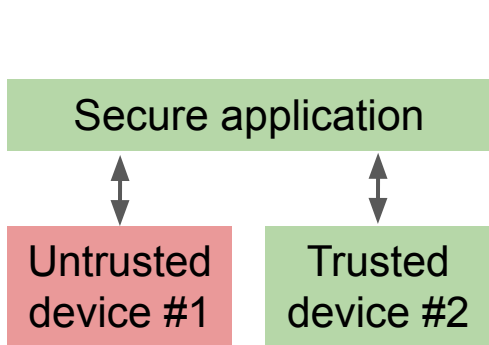 Secure application
Untrusted
device #1
Trusted
device #2